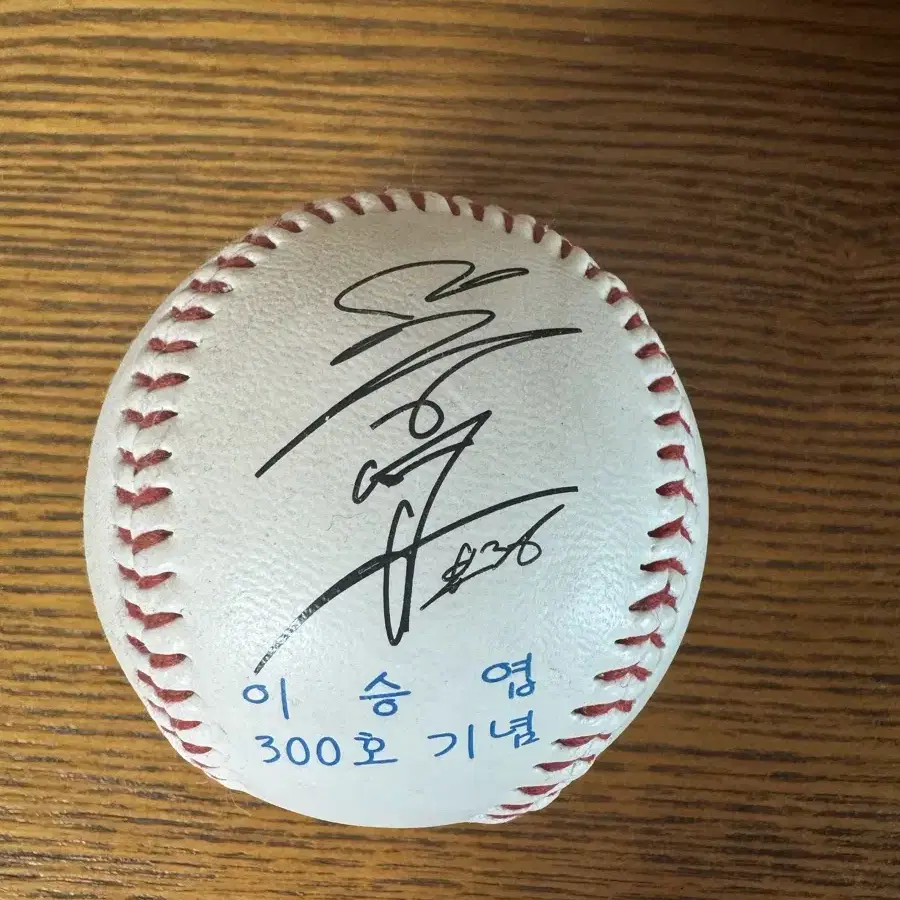 #36
이 승 엽
300호 기념